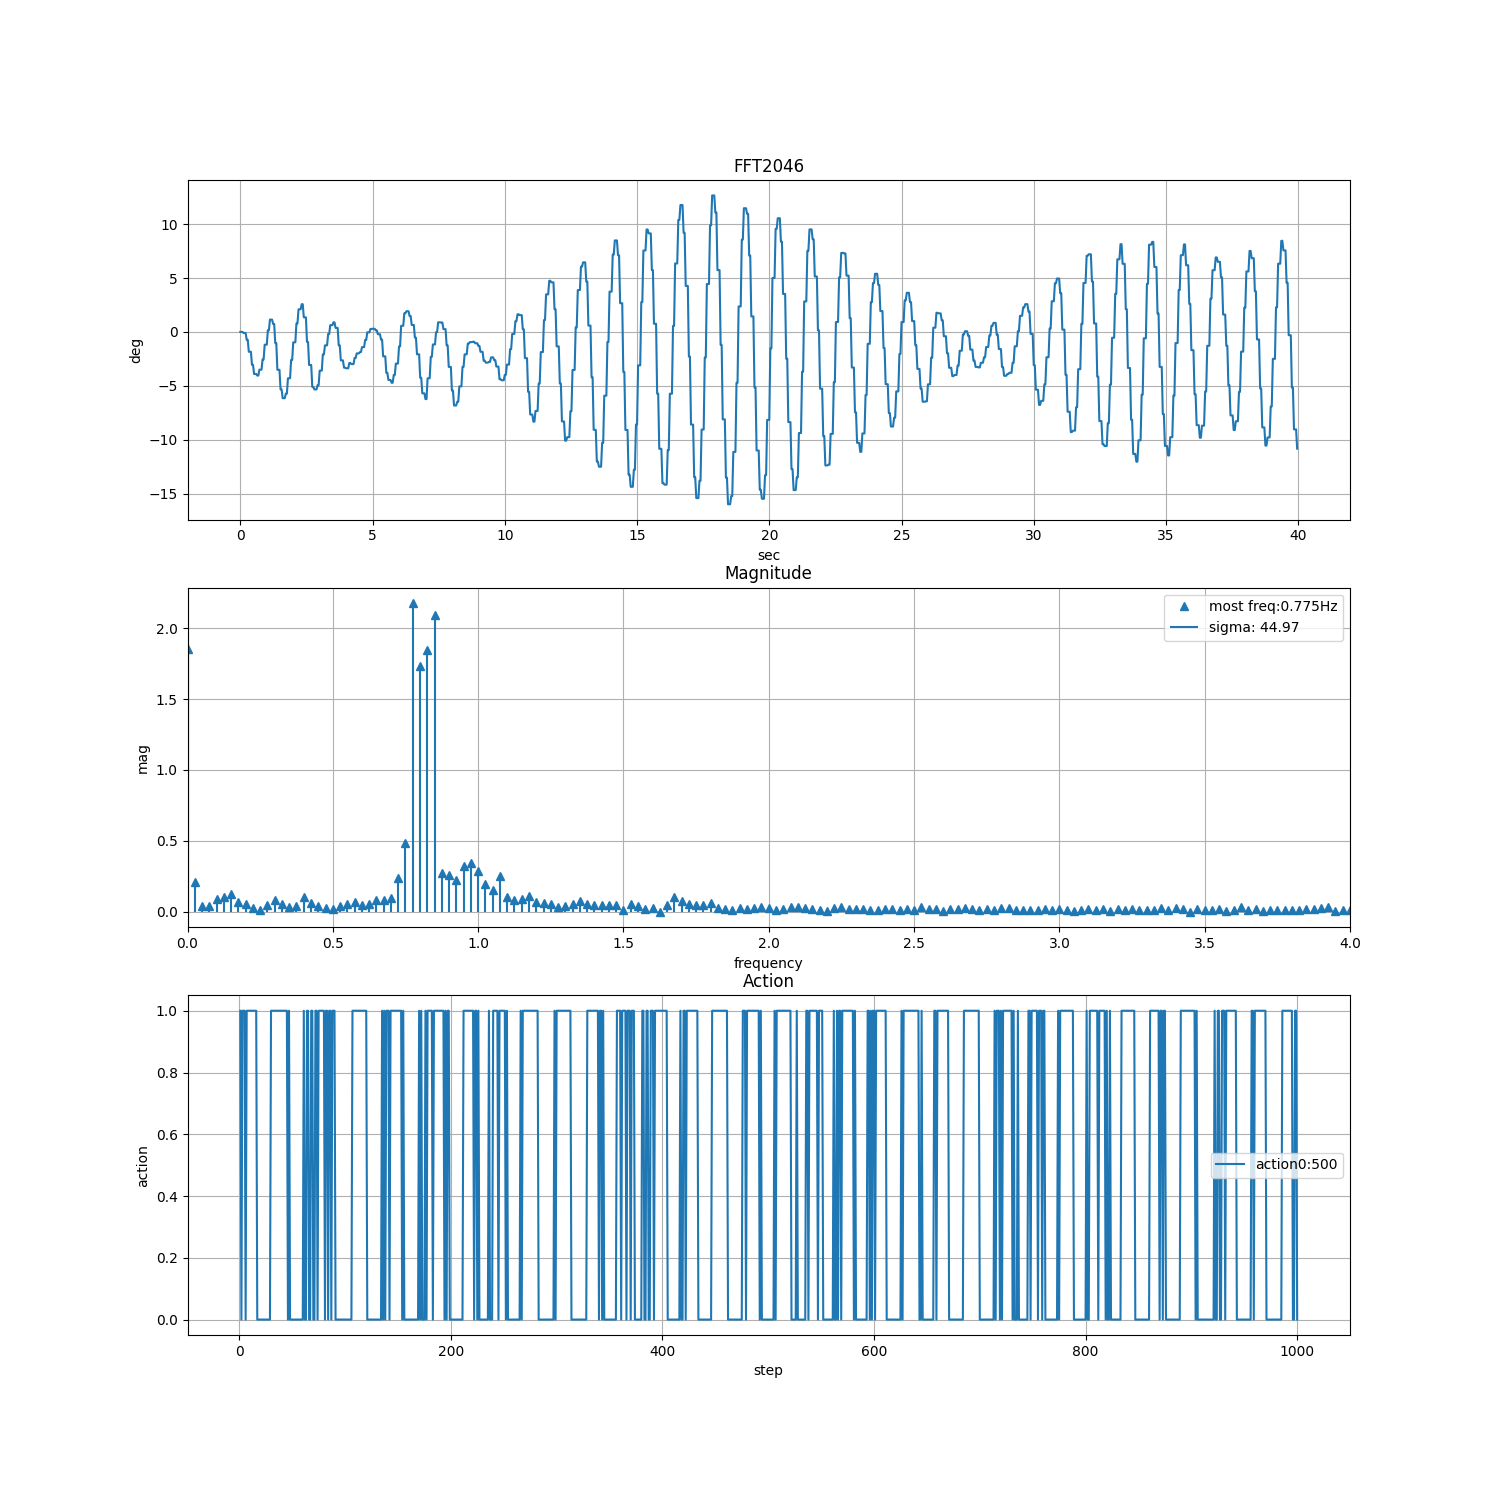 FFT2046
10
5
0
−5
−10
−15
deg
0 5 10 15 20 25 30 35 40
sec
Magnitude
most freq:0.775Hz
sigma: 44.97
2.0
1.5
1.0
0.5
0.0
mag
0.0 0.5 1.0 1.5 2.0 2.5 3.0 3.5 4.0
frequency
Action
1.0
0.8
0.6
0.4
0.2
0.0
action
action0:500
0 200 400 600 800 1000
step